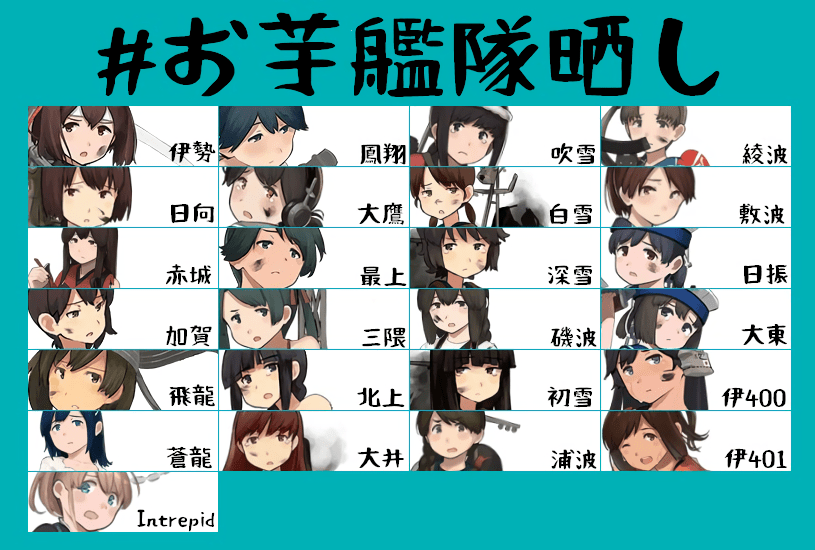 #お芋艦隊晒し
伊勢 鳳翔 吹雪 綾波
日向 大鷹 白雪 敷波
赤城 最上 深雪 日振
加賀 三隈 磯波 大東
飛龍 北上 初雪 伊400
蒼龍 大井 浦波 伊401
Intrepid